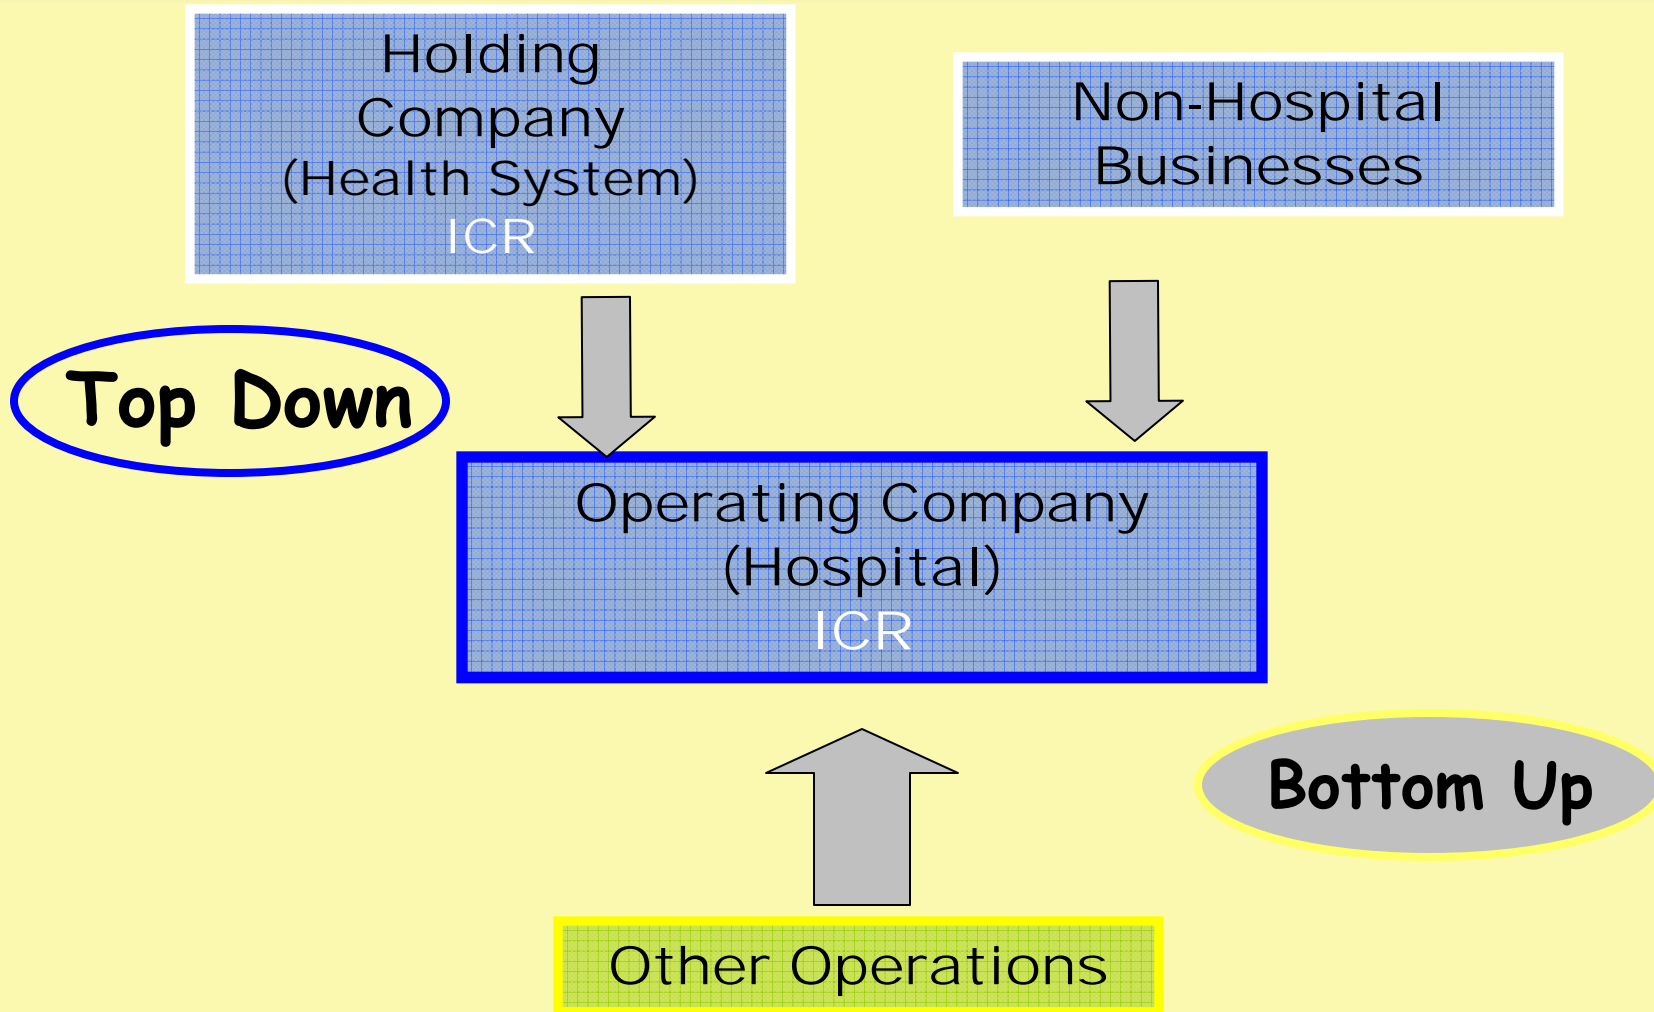 Holding
Company
(Health System)
ICR
Non-Hospital
Businesses
Top Down
Operating Company
(Hospital)
ICR
Bottom Up
Other Operations